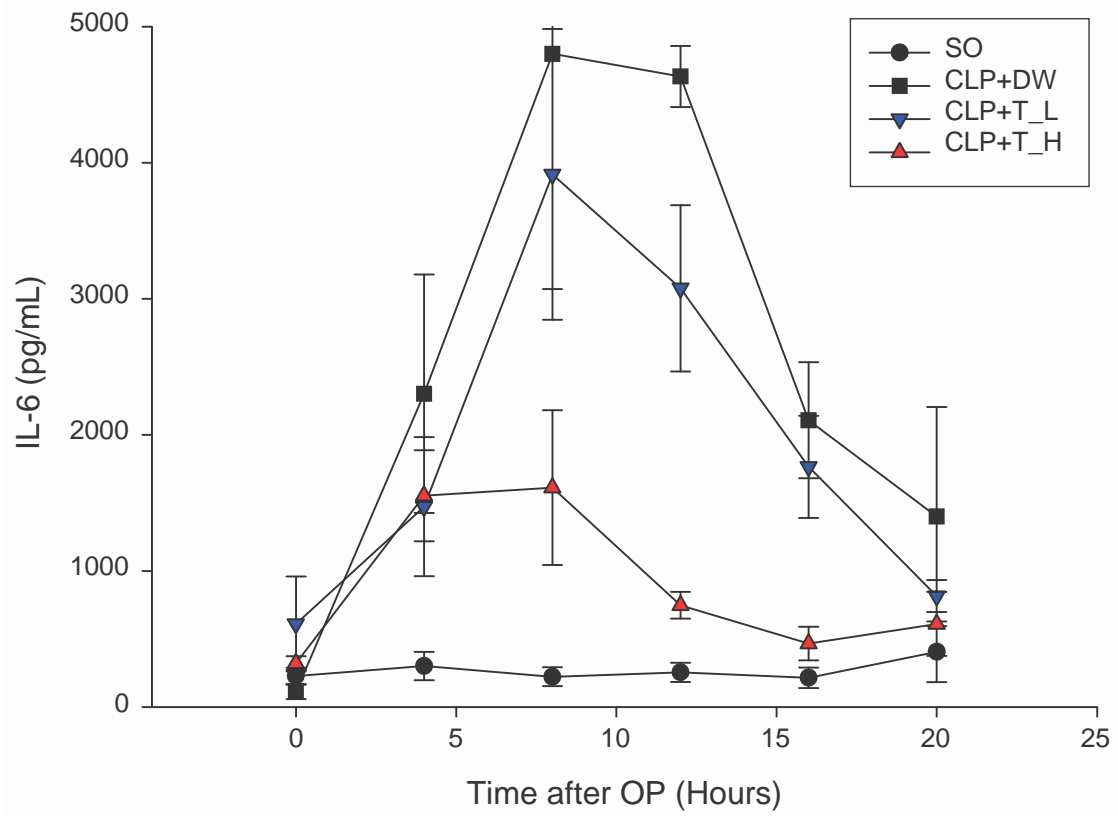 5000
4000
3000
2000
1000
0
IL-6 (pg/mL)
SO
CLP+DW
CLP+T_L
CLP+T_H
0 5 10 15 20 25
Time after OP (Hours)